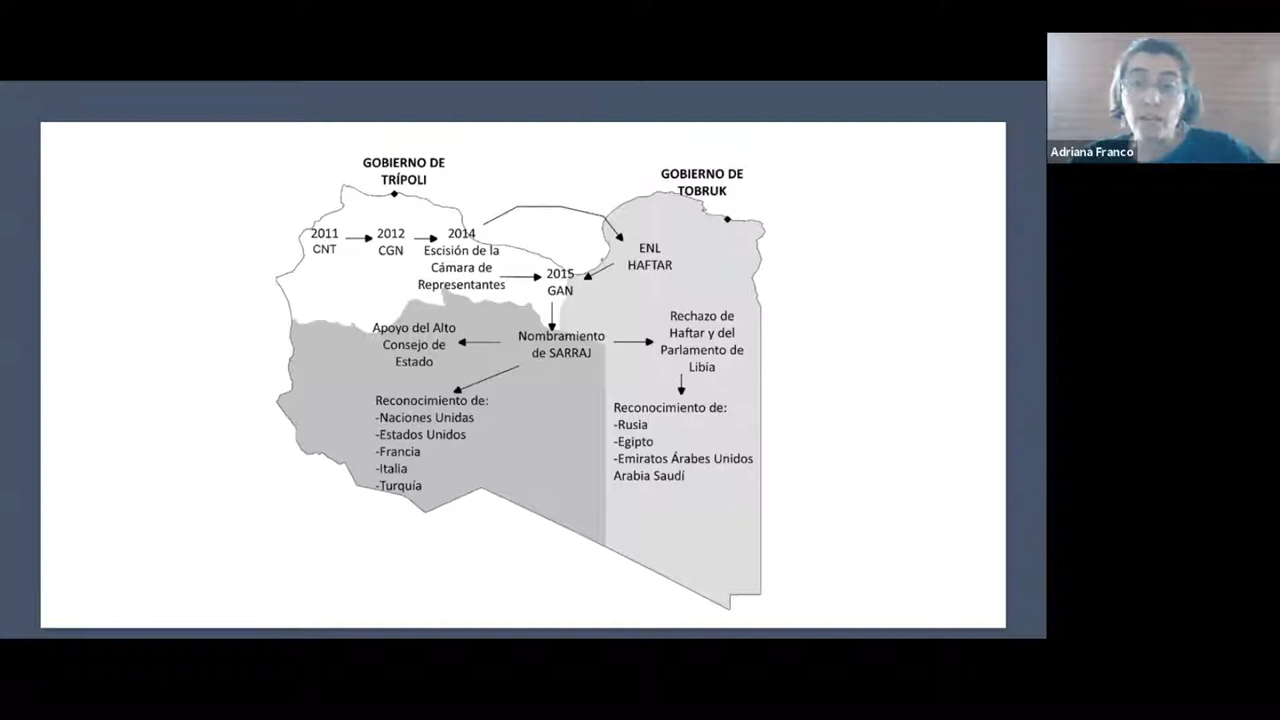 GOBIERNO DE
TRÍPOLI
GOBIERNO DE
TOBRUK
2011
CNT
2012
CGN
2014
Escisión de la
Cámara de
Representantes
2015
GAN
ENL
HAFTAR
Apoyo del Alto
Consejo de
Estado
Nombramiento
de SARRAJ
Rechazo de
Haftar y del
Parlamento de
Libia
Reconocimiento de:
-Naciones Unidas
-Estados Unidos
-Francia
-Italia
-Turquía
Reconocimiento de:
-Rusia
-Egipto
-Emiratos Árabes Unidos
Arabia Saudí
Adriana Franco